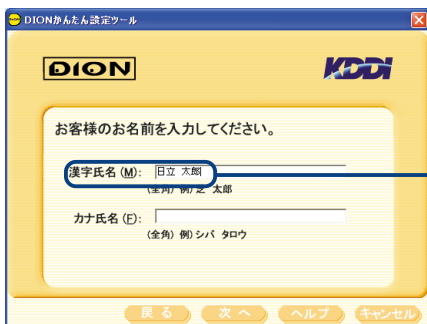 DIONかんたん設定ツール
DION
KDDI
お客様のお名前を入力してください。
漢字氏名(M): 日立 太郎
(全角) 例) 芝 太郎
カナ氏名(F):
(全角) 例) シバ タロウ
戻る 次へ ヘルプ キャンセル